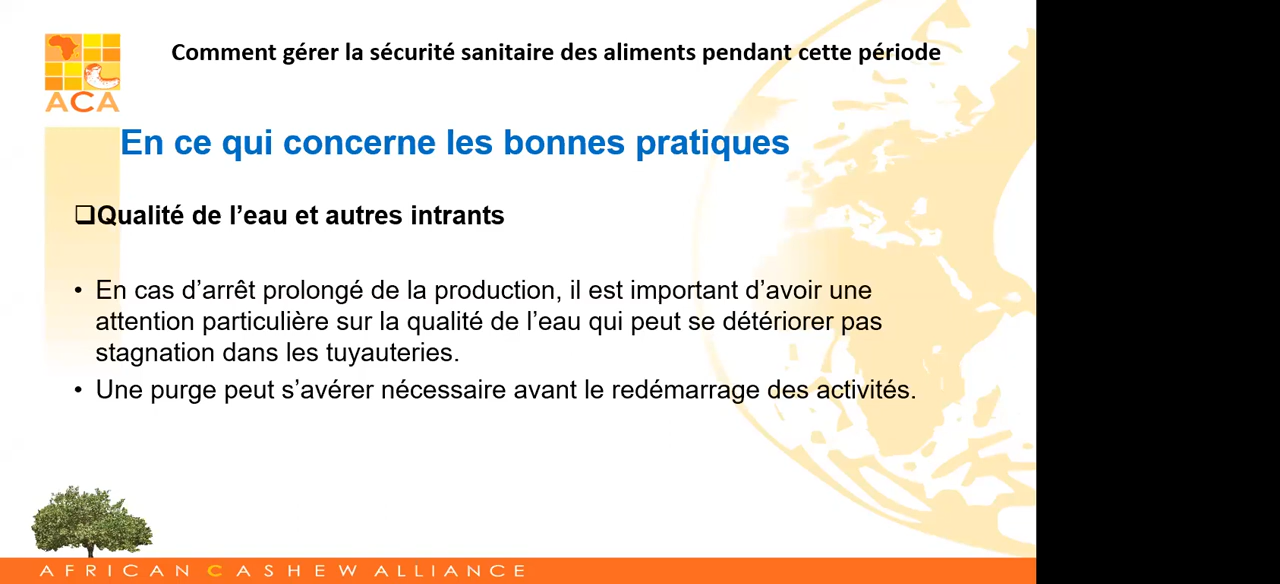 Comment gérer la sécurité sanitaire des aliments pendant cette période
ACA
En ce qui concerne les bonnes pratiques
❑Qualité de l’eau et autres intrants
• En cas d’arrêt prolongé de la production, il est important d’avoir une
attention particulière sur la qualité de l’eau qui peut se détériorer pas
stagnation dans les tuyauteries.
• Une purge peut s’avérer nécessaire avant le redémarrage des activités.
AFRICAN CASHEW ALLIANCE